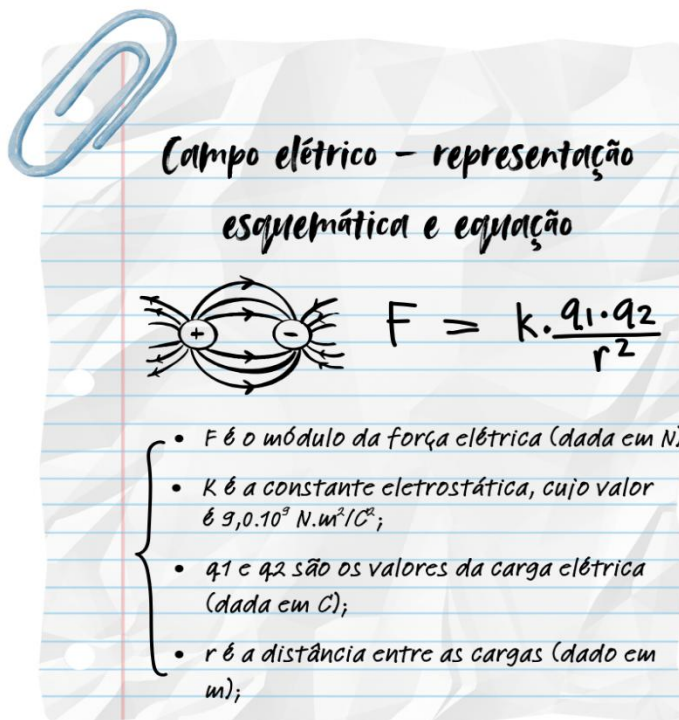 Campo elétrico – representação
esquemática e equação
+
-
F = k. q1.q2
r²
• F é o módulo da força elétrica (dada em N)
• K é a constante eletrostática, cujo valor
é 9,0.10⁹ N.m²/C²;
• q1 e q2 são os valores da carga elétrica
(dada em C);
• r é a distância entre as cargas (dado em
m);